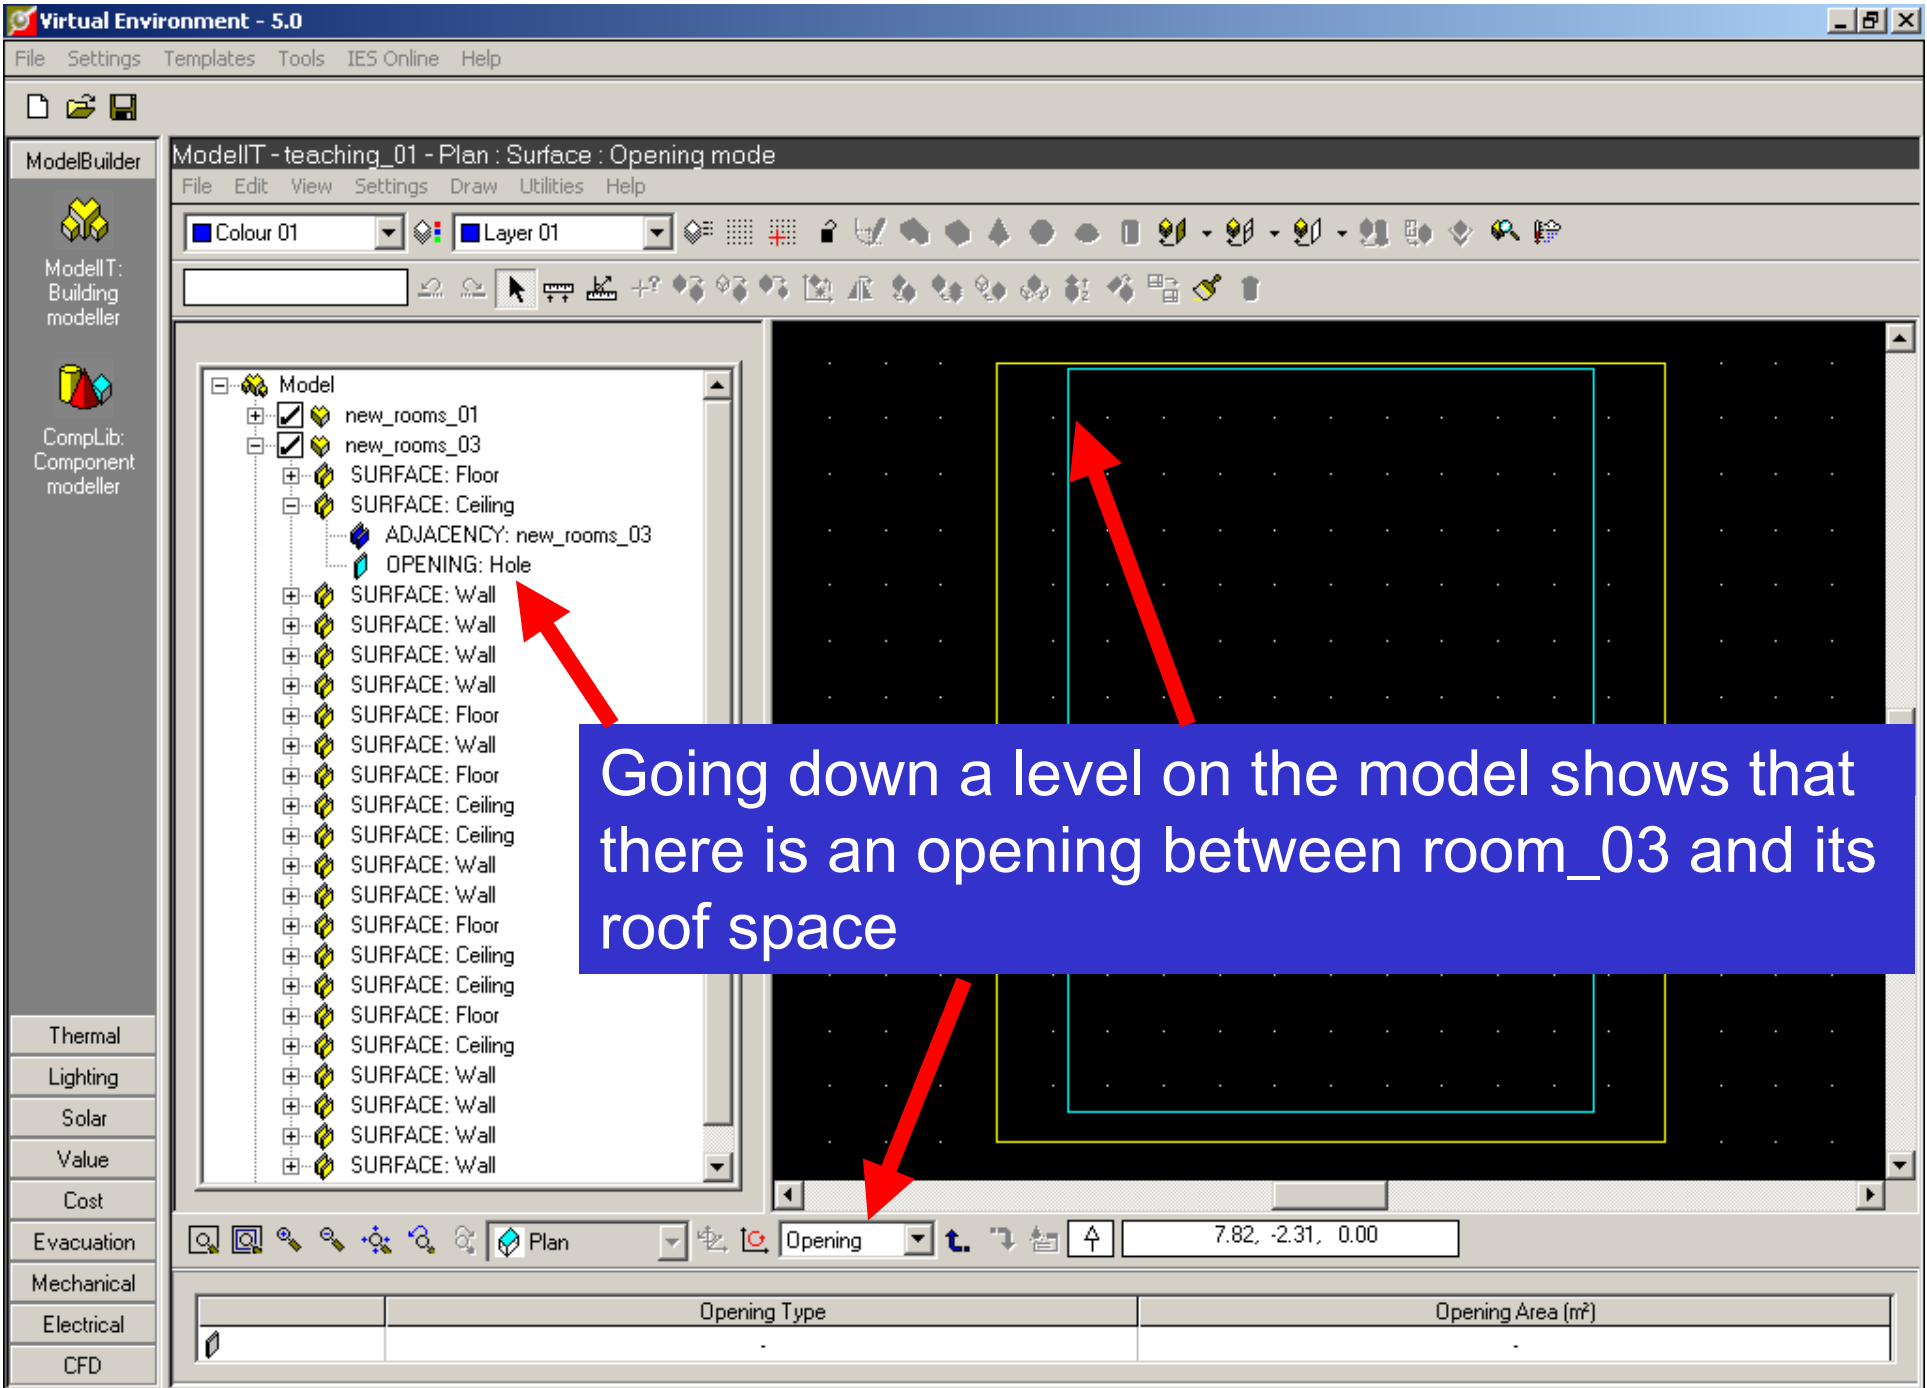 Virtual Environment - 5.0
File Settings Templates Tools IES Online Help
ModelBuilder
ModelIT:
Building
modeller
CompLib:
Component
modeller
Thermal
Lighting
Solar
Value
Cost
Evacuation
Mechanical
Electrical
CFD
ModelIT - teaching_01 - Plan : Surface : Opening mode
File Edit View Settings Draw Utilities Help
Colour 01 Layer 01
Model
new_rooms_01
new_rooms_03
SURFACE: Floor
SURFACE: Ceiling
ADJACENCY: new_rooms_03
OPENING: Hole
SURFACE: Wall
SURFACE: Wall
SURFACE: Wall
SURFACE: Wall
SURFACE: Floor
SURFACE: Wall
SURFACE: Floor
SURFACE: Ceiling
SURFACE: Ceiling
SURFACE: Wall
SURFACE: Wall
SURFACE: Floor
SURFACE: Ceiling
SURFACE: Ceiling
SURFACE: Floor
SURFACE: Ceiling
SURFACE: Wall
SURFACE: Wall
SURFACE: Wall
SURFACE: Wall
Going down a level on the model shows that
there is an opening between room_03 and its
roof space
Plan Opening 7.82, -2.31, 0.00
Opening Type Opening Area (m²)
- -